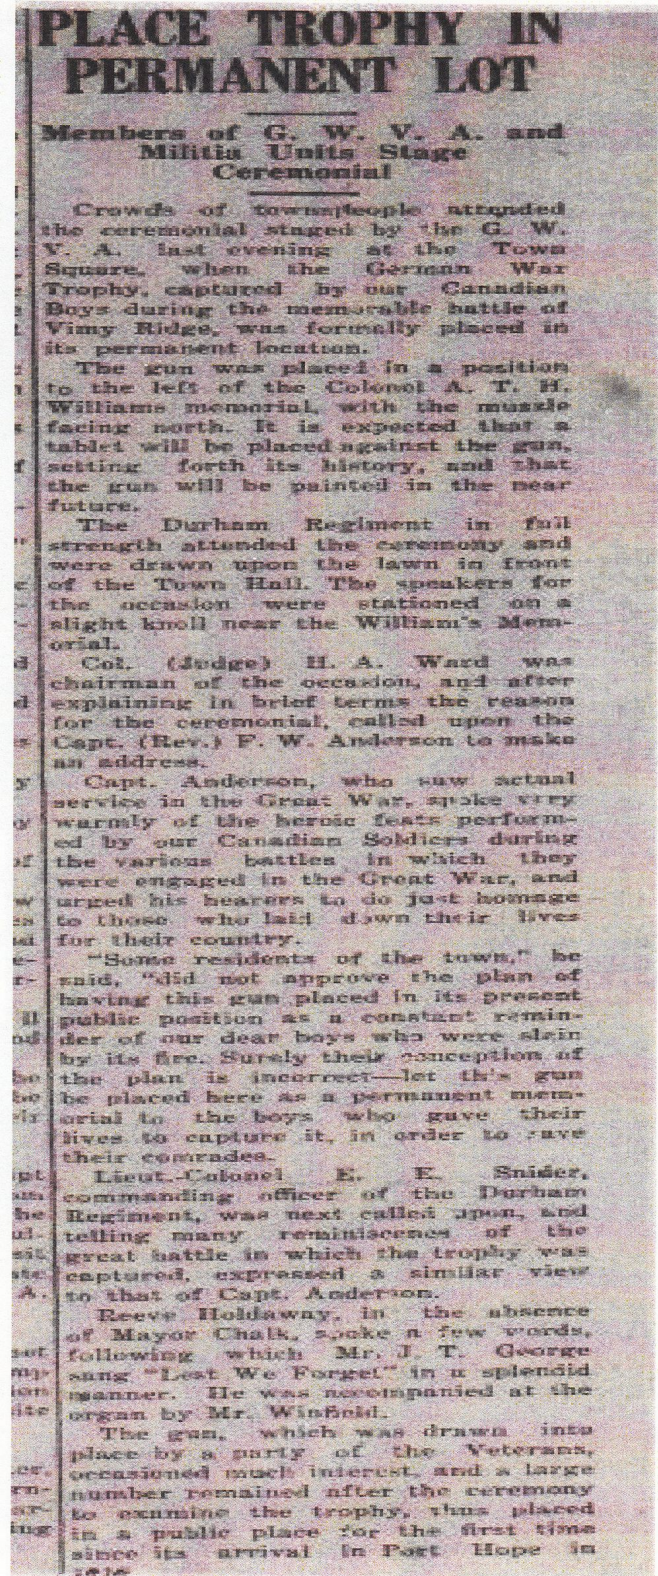 PLACE TROPHY IN
PERMANENT LOT
Members of G. W. V. A. and
Militia Units Stage
Ceremonial
Crowds of townspeople attended
the ceremonial staged by the G. W.
V. A. last evening at the Town
Square, when the German War
Trophy, captured by our Canadian
Boys during the memorable battle of
Vimy Ridge, was formally placed in
its permanent location.
The gun was placed in a position
to the left of the Colonel A. T. H.
Williams memorial, with the muzzle
facing north. It is expected that a
tablet will be placed against the gun,
setting forth its history, and that
the gun will be painted in the near
future.
The Durham Regiment in full
strength attended the ceremony and
were drawn upon the lawn in front
of the Town Hall. The speakers for
the occasion were stationed on a
slight knoll near the William's Mem-
orial.
Col. (Judge) H. A. Ward was
chairman of the occasion, and after
explaining in brief terms the reason
for the ceremonial, called upon the
Capt. (Rev.) F. W. Anderson to make
an address.
Capt. Anderson, who saw actual
service in the Great War, spoke very
warmly of the heroic feats perform-
ed by our Canadian Soldiers during
the various battles in which they
were engaged in the Great War, and
urged his hearers to do just homage
to those who laid down their lives
for their country.
"Some residents of the town," he
said, "did not approve the plan of
having this gun placed in its present
public position as a constant remin-
der of our dear boys who were slein
by its fire. Surely their conception of
the plan is incorrect—let th's gun
be placed here as a permanent mem-
orial to the boys who gave their
lives to capture it, in order to save
their comrades.
Lieut.-Colonel E. E. Snider,
commanding officer of the Durham
Regiment, was next called upon, and
telling many reminiscences of the
great battle in which the trophy was
captured, expressed a similar view
to that of Capt. Anderson.
Reeve Holdaway, in the absence
of Mayor Chalk, spoke a few words,
following which Mr. J. T. George
sang "Lest We Forget" in a splendid
manner. He was accompanied at the
organ by Mr. Winfield.
The gun, which was drawn into
place by a party of the Veterans,
occasioned much interest, and a large
number remained after the ceremony
to examine the trophy, thus placed
in a public place for the first time
since its arrival in Port Hope in